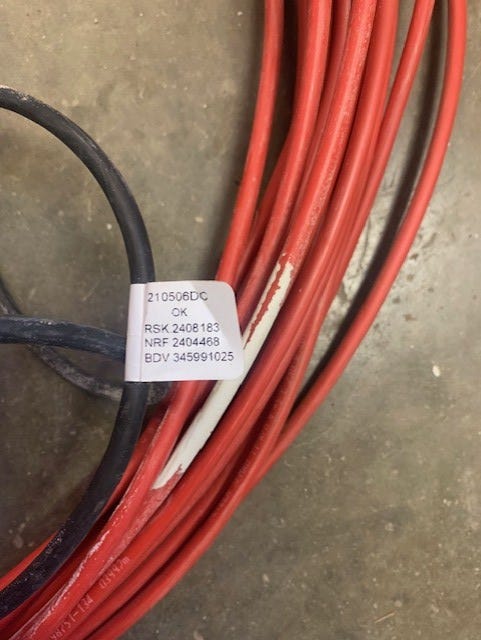 210506DC
OK
RSK 2408183
NRF 2404468
BDV 345991025